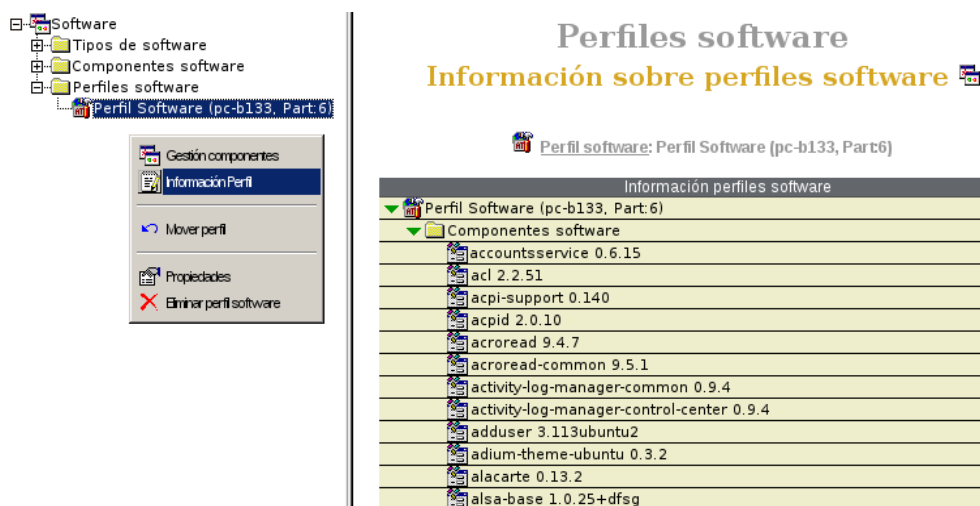 Software
Tipos de software
Componentes software
Perfiles software
Perfil Software (pc-b133, Part:6)
Gestión componentes
Información Perfil
Mover perfil
Propiedades
Eliminar perfil software
Perfiles software
Información sobre perfiles software
Perfil software: Perfil Software (pc-b133, Part:6)
Información perfiles software
Perfil Software (pc-b133, Part:6)
Componentes software
accountsservice 0.6.15
acl 2.2.51
acpi-support 0.140
acpid 2.0.10
acroread 9.4.7
acroread-common 9.5.1
activity-log-manager-common 0.9.4
activity-log-manager-control-center 0.9.4
adduser 3.113ubuntu2
adium-theme-ubuntu 0.3.2
alacarte 0.13.2
alsa-base 1.0.25+dfsg